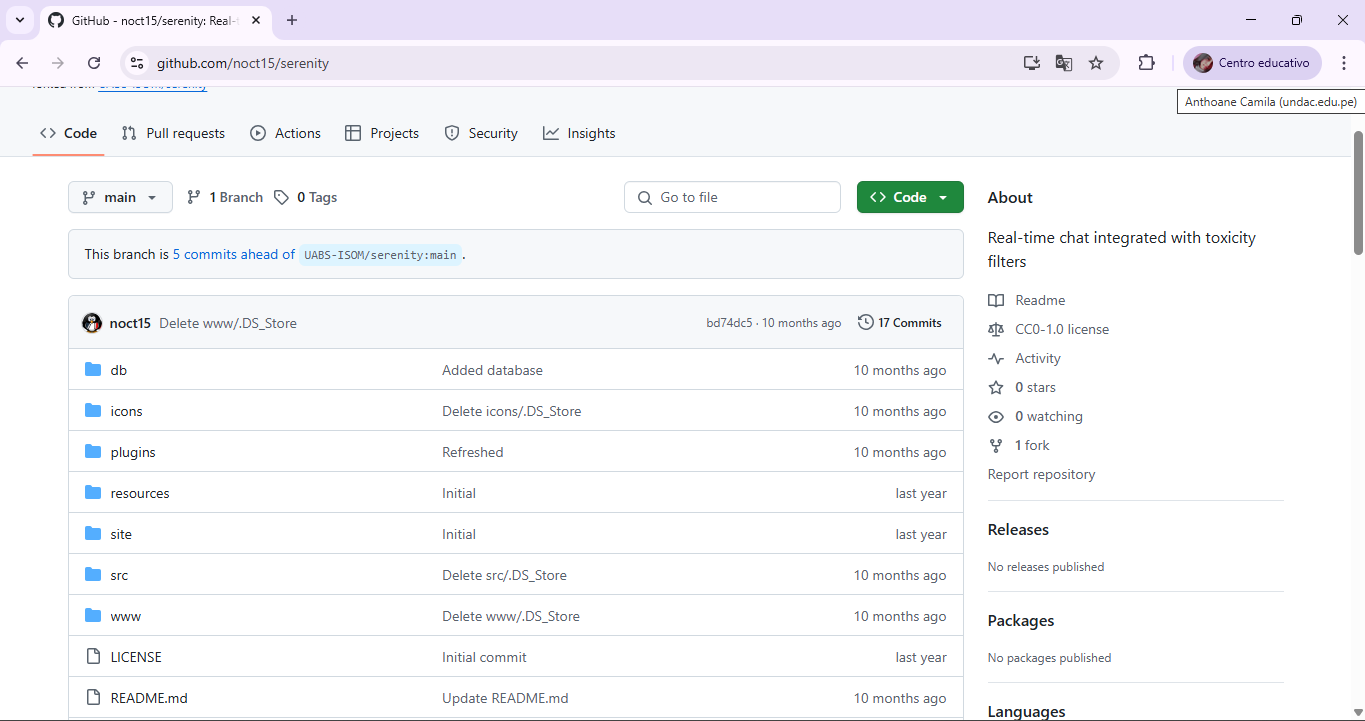 GitHub - noct15/serenity: Real-t
github.com/noct15/serenity
Centro educativo
Anthoane Camila (undac.edu.pe)
forked from UABS-ISOM/serenity
Code Pull requests Actions Projects Security Insights
main 1 Branch 0 Tags Go to file Code
This branch is 5 commits ahead of UABS-ISOM/serenity:main .
noct15 Delete www/.DS_Store bd74dc5 · 10 months ago 17 Commits
db Added database 10 months ago
icons Delete icons/.DS_Store 10 months ago
plugins Refreshed 10 months ago
resources Initial last year
site Initial last year
src Delete src/.DS_Store 10 months ago
www Delete www/.DS_Store 10 months ago
LICENSE Initial commit last year
README.md Update README.md 10 months ago
About
Real-time chat integrated with toxicity
filters
Readme
CC0-1.0 license
Activity
0 stars
0 watching
1 fork
Report repository
Releases
No releases published
Packages
No packages published
Languages